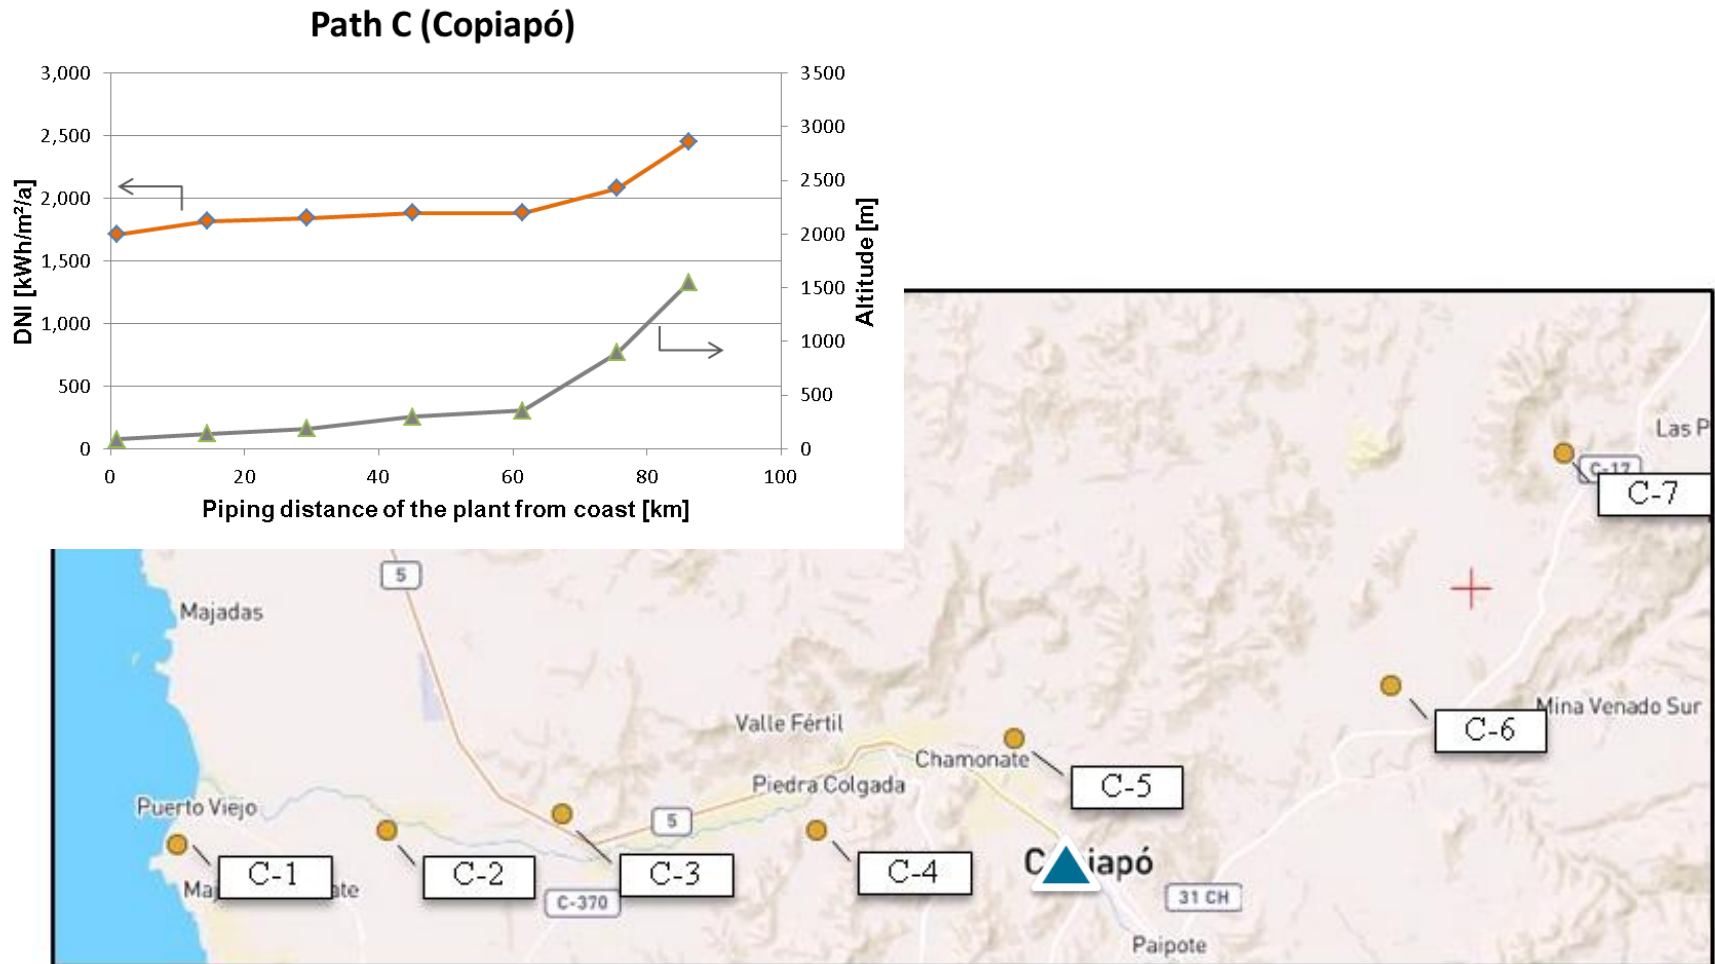 Path C (Copiapó)
3,000
2,500
2,000
1,500
1,000
500
0
DNI [kWh/m²/a]
3500
3000
2500
2000
1500
1000
500
0
Altitude [m]
0 20 40 60 80 100
Piping distance of the plant from coast [km]
Las P
C-17
C-7
5
Majadas
Mina Venado Sur
Valle Fértil
C-6
Chamonate
Piedra Colgada
C-5
Puerto Viejo
5
C-1
C-2
C-3
C-4
31 CH
C-370
Paipote